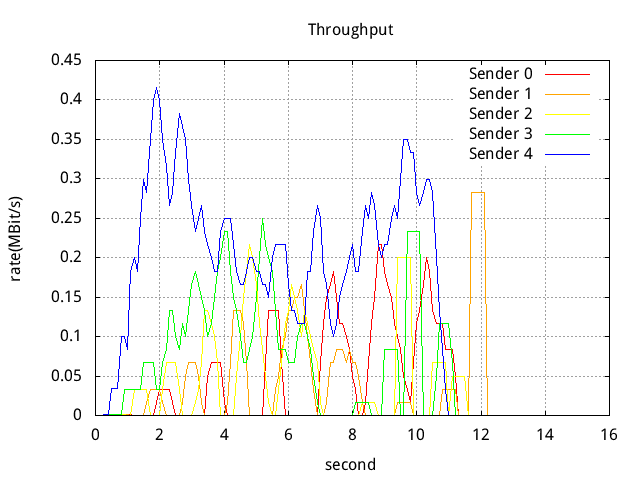 Throughput
0.45
0.4
0.35
0.3
0.25
0.2
0.15
0.1
0.05
0
rate(MBit/s)
Sender 0
Sender 1
Sender 2
Sender 3
Sender 4
0 2 4 6 8 10 12 14 16
second